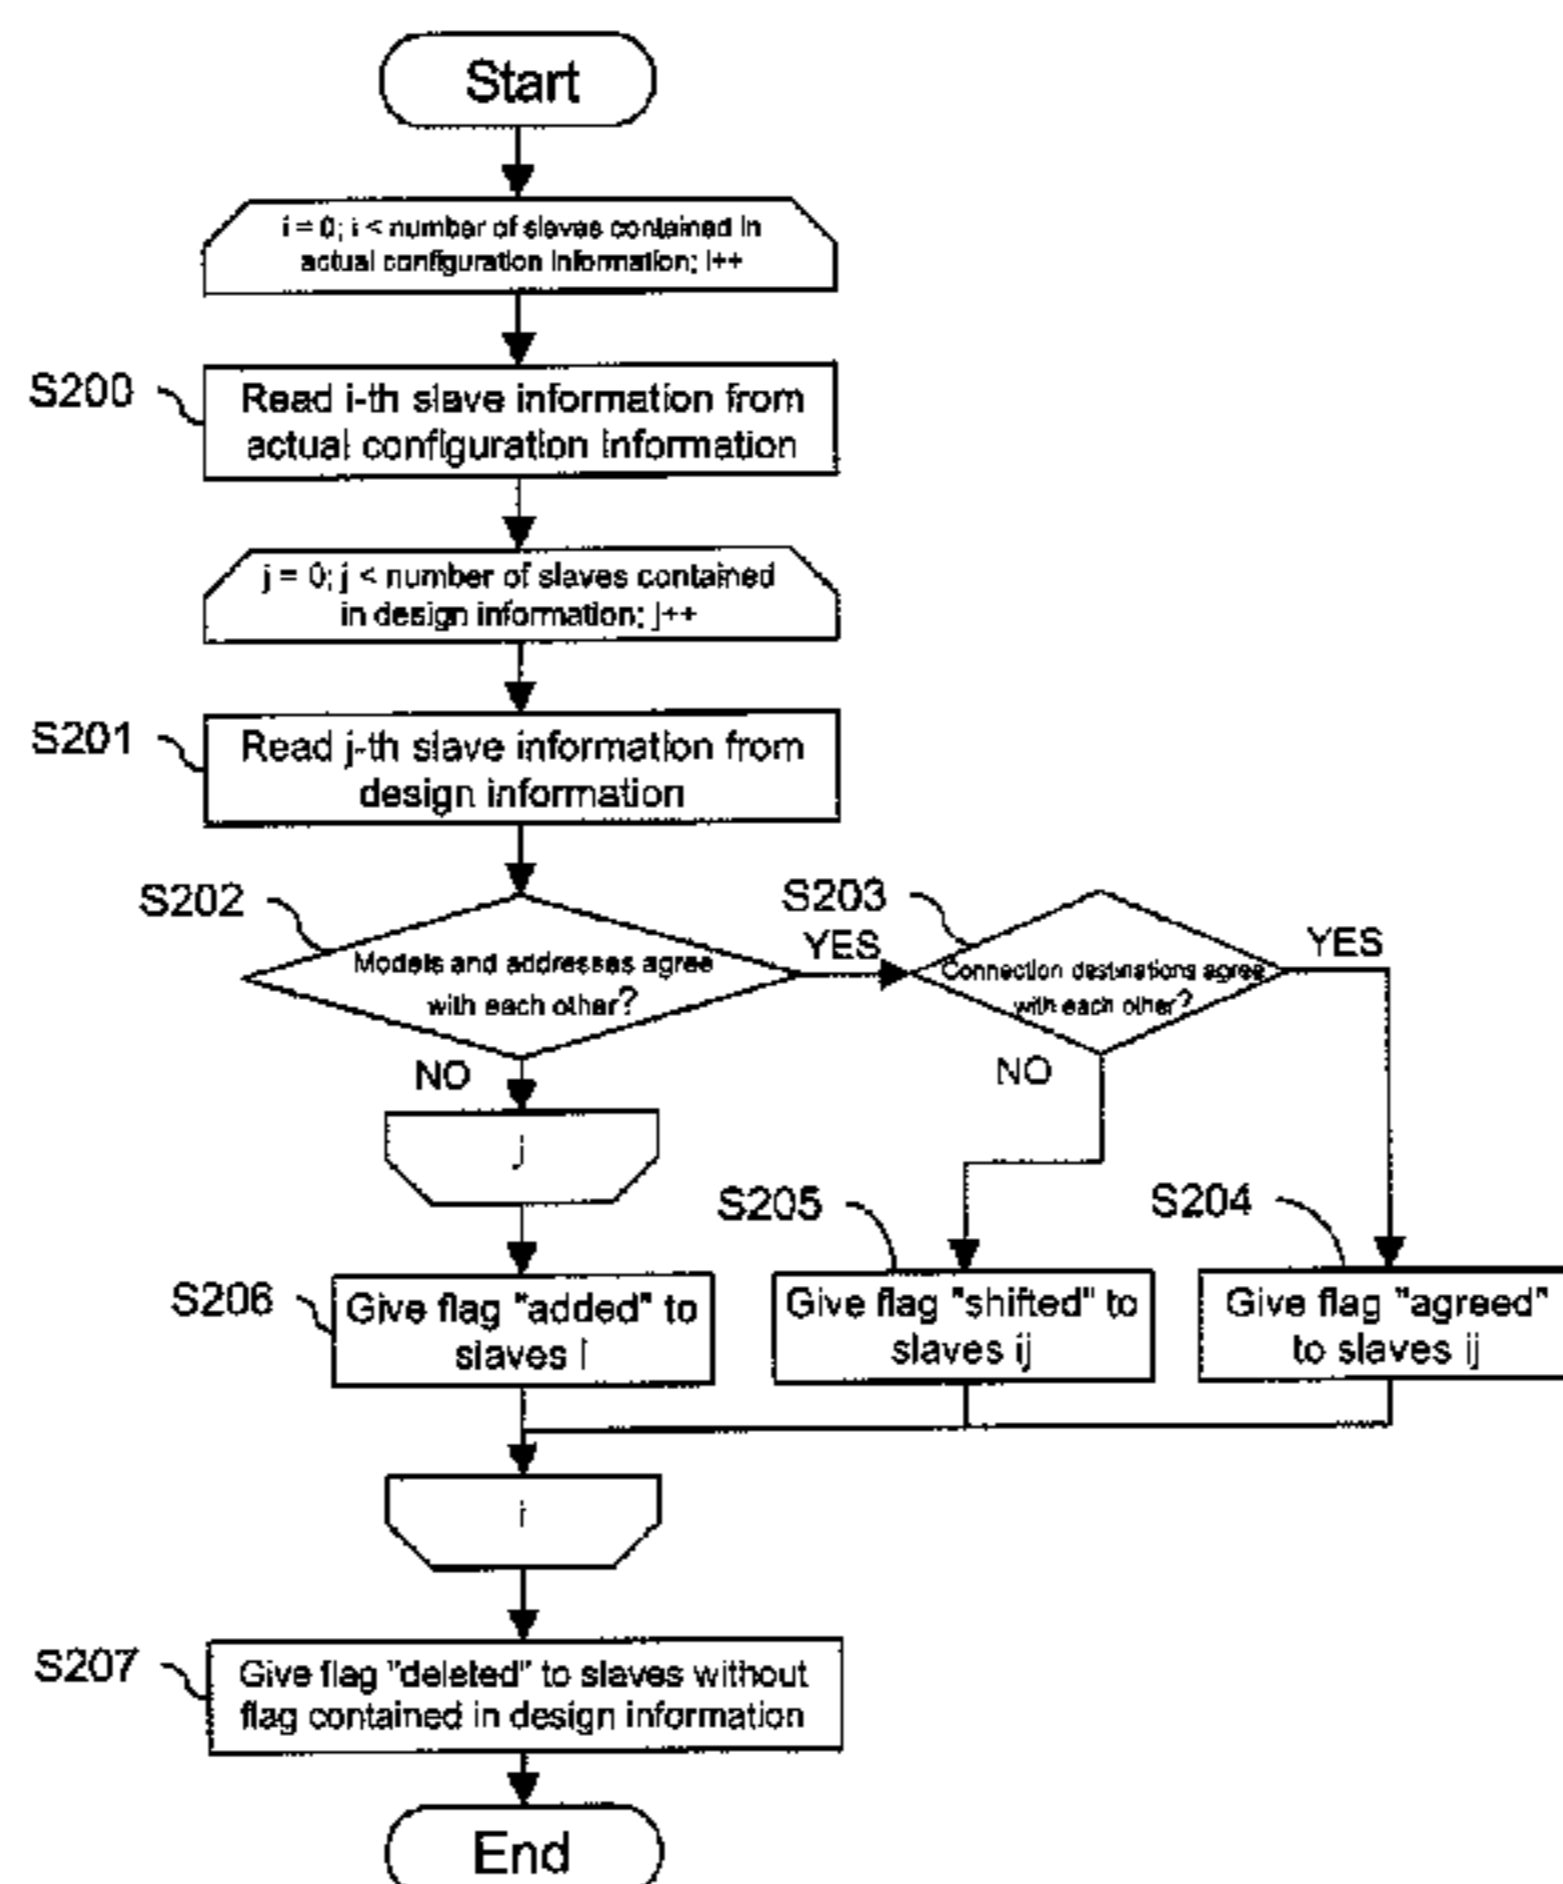 Start
i = 0; i < number of slaves contained in
actual configuration information; i++
S200
Read i-th slave information from
actual configuration information
j = 0; j < number of slaves contained
in design information; j++
S201
Read j-th slave information from
design information
S202
Models and addresses agree
with each other?
YES
NO
S203
Connection destinations agree
with each other?
YES
NO
j
S206
Give flag "added" to
slaves i
S205
Give flag "shifted" to
slaves ij
S204
Give flag "agreed"
to slaves ij
i
S207
Give flag "deleted" to slaves without
flag contained in design information
End